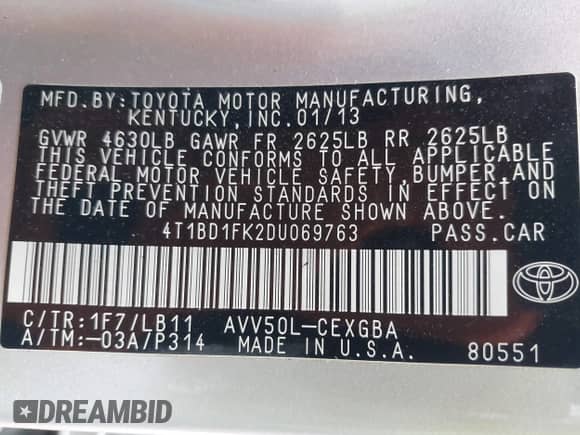 MFD.BY:TOYOTA MOTOR MANUFACTURING,
KENTUCKY,INC.01/13
GVWR 4630LB GAWR FR 2625LB RR 2625LB
THIS VEHICLE CONFORMS TO ALL APPLICABLE
FEDERAL MOTOR VEHICLE SAFETY,BUMPER,AND
THEFT PREVENTION STANDARDS IN EFFECT ON
THE DATE OF MANUFACTURE SHOWN ABOVE.
4T1BD1FK2DU069763 PASS.CAR
C/TR:1F7/LB11 AVV50L-CEXGBA
A/TM:-03A/P314 MADE IN U.S.A. 80551
DREAMBID